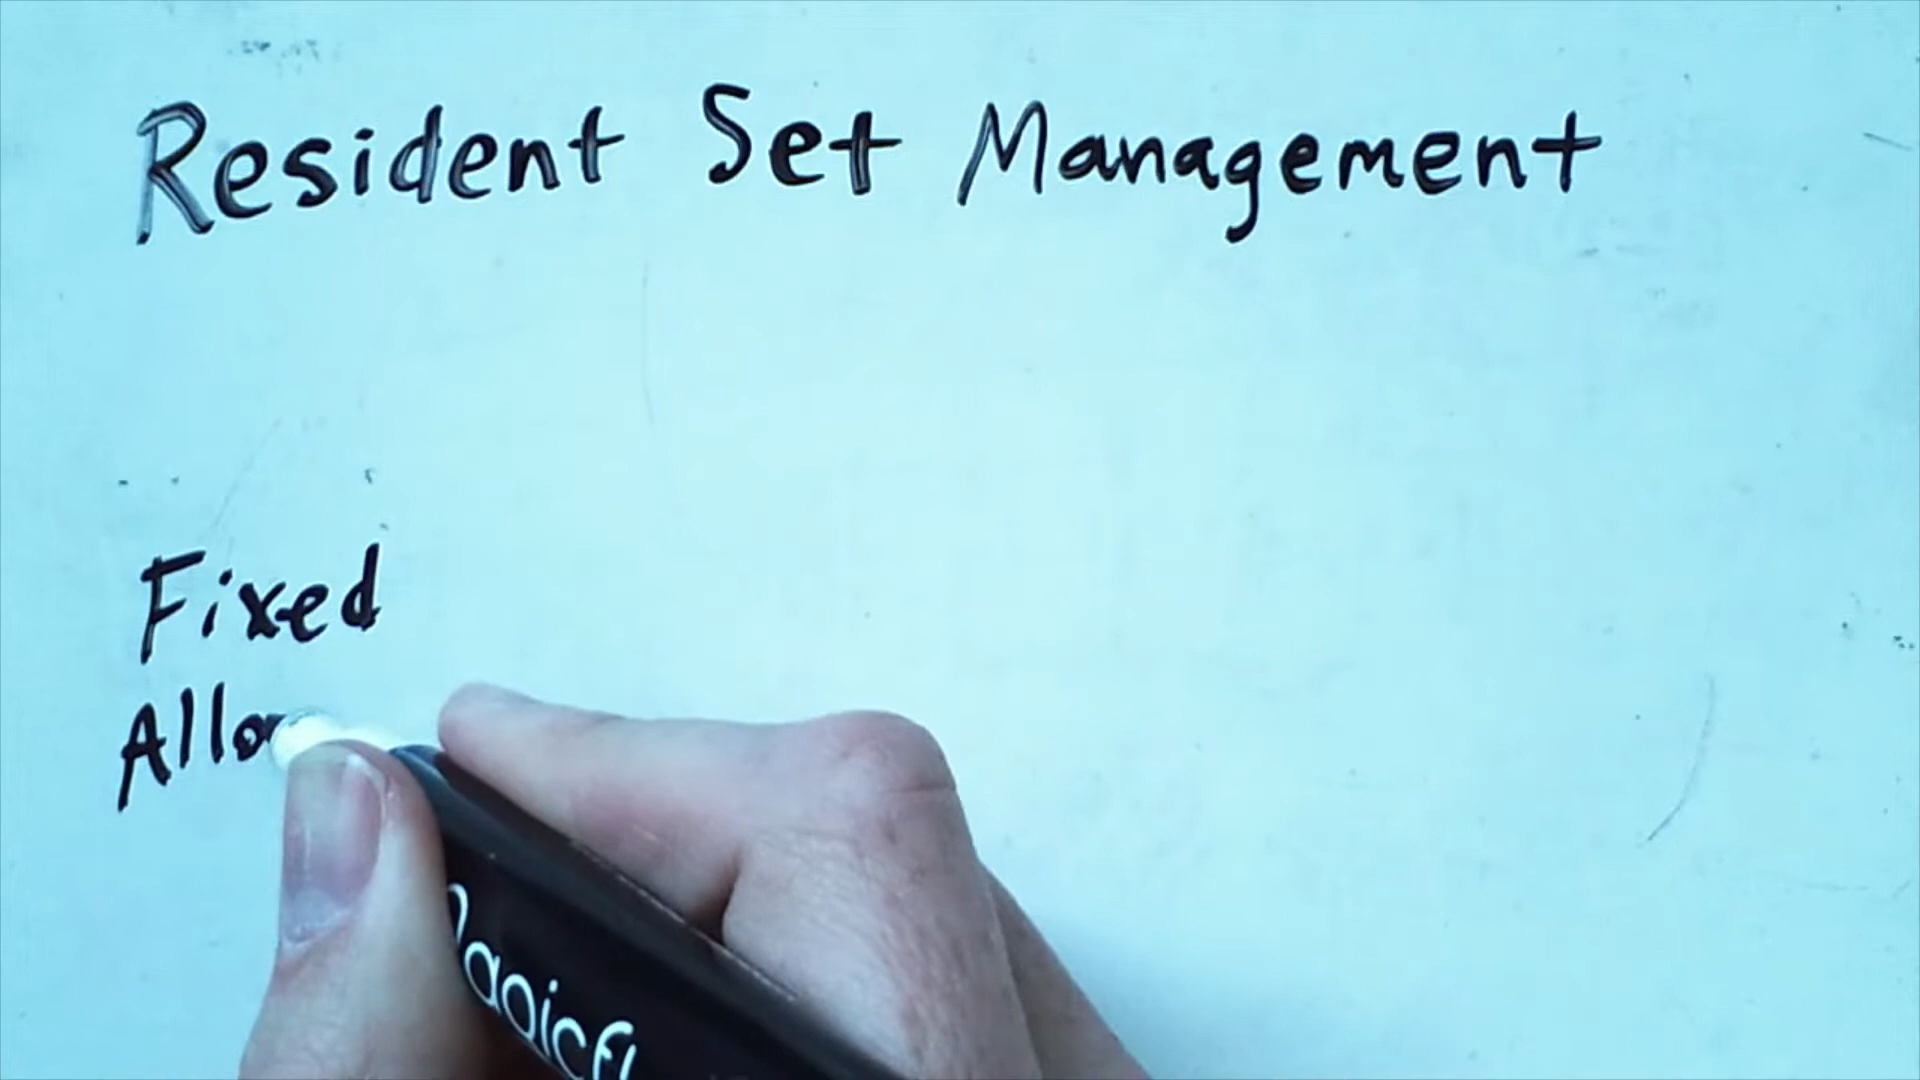 Resident Set Management
Fixed
Allo